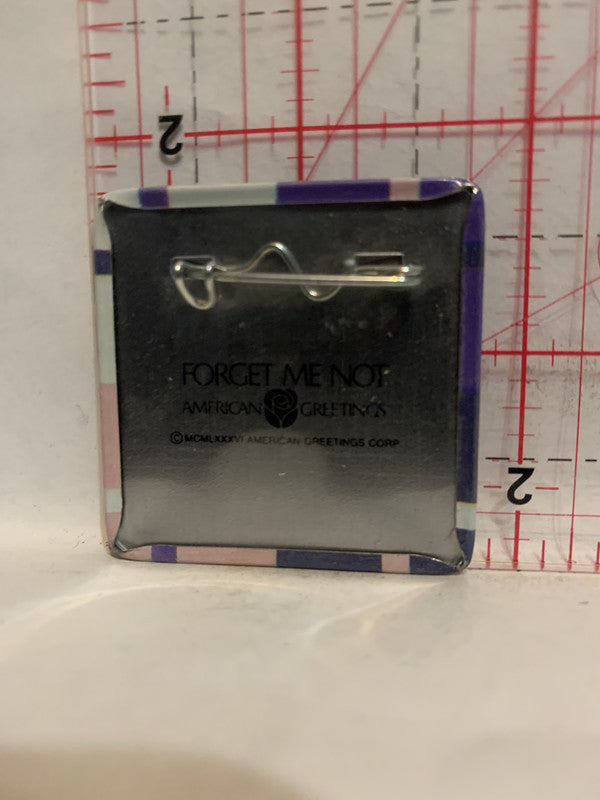 2
FORGET ME NOT
AMERICAN GREETINGS
©MCMLXXXVI AMERICAN GREETINGS CORP
2